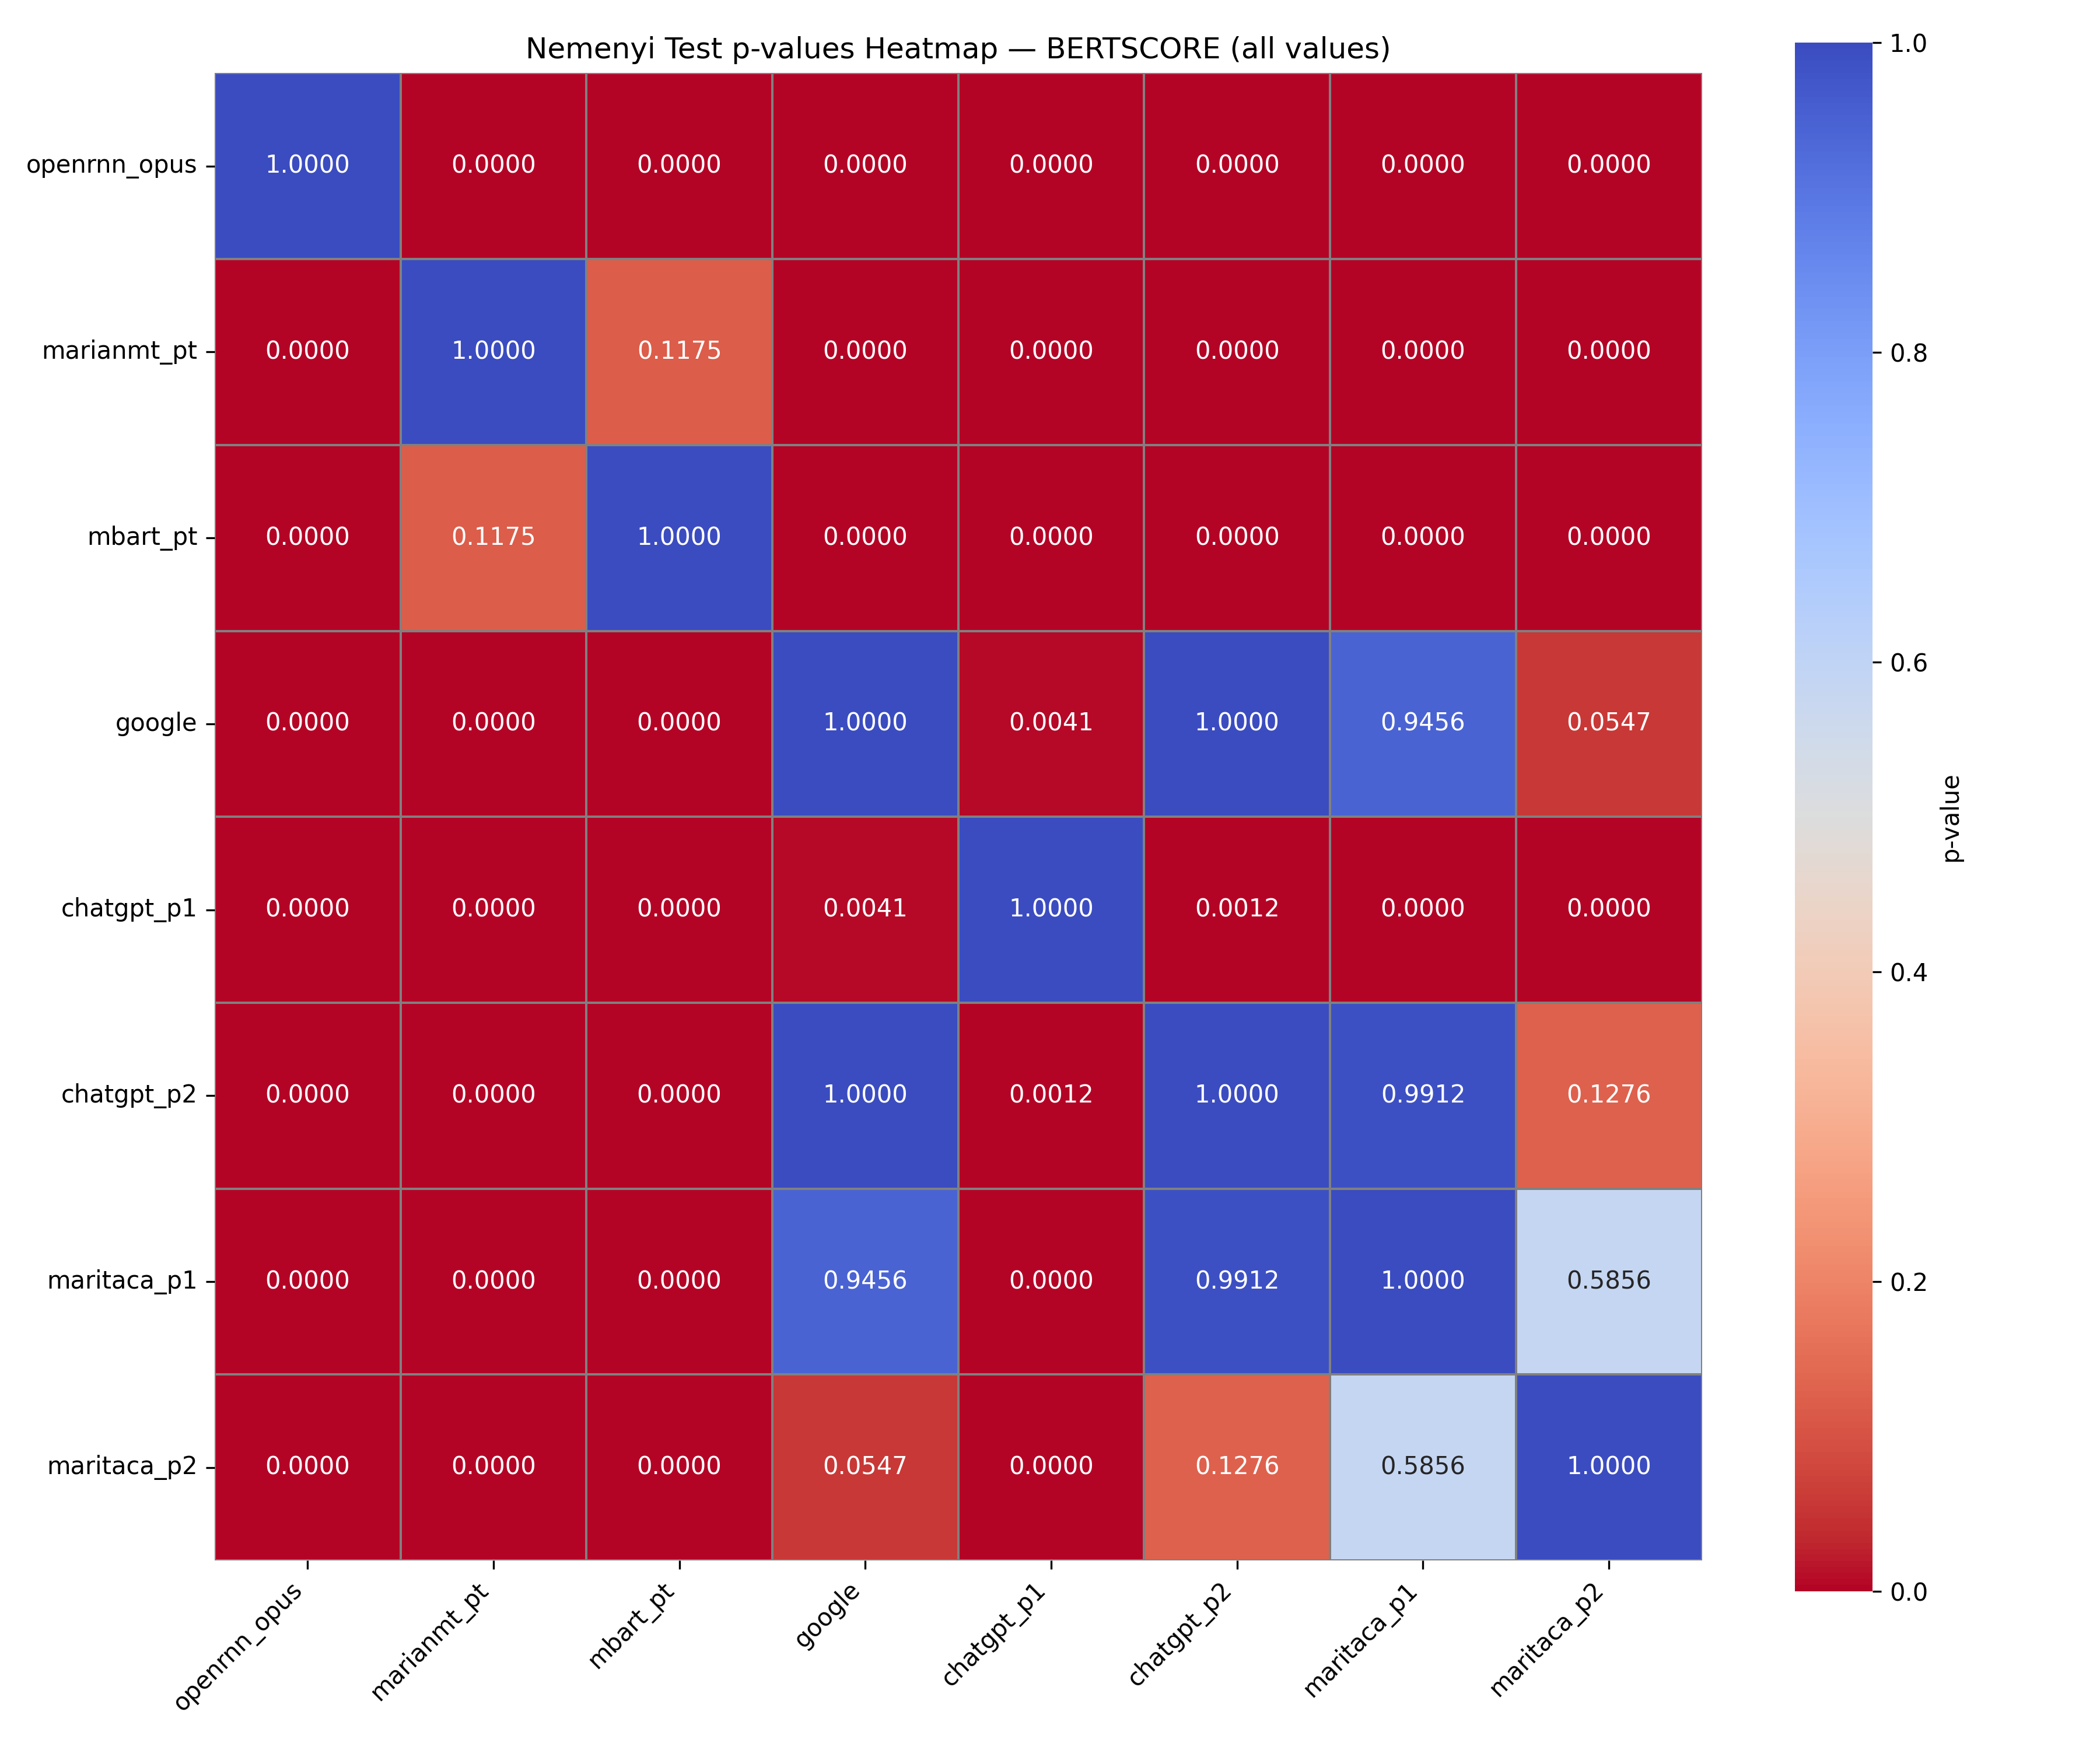 Nemenyi Test p-values Heatmap — BERTSCORE (all values)
openrnn_opus 1.0000 0.0000 0.0000 0.0000 0.0000 0.0000 0.0000 0.0000
marianmt_pt 0.0000 1.0000 0.1175 0.0000 0.0000 0.0000 0.0000 0.0000
mbart_pt 0.0000 0.1175 1.0000 0.0000 0.0000 0.0000 0.0000 0.0000
google 0.0000 0.0000 0.0000 1.0000 0.0041 1.0000 0.9456 0.0547
chatgpt_p1 0.0000 0.0000 0.0000 0.0041 1.0000 0.0012 0.0000 0.0000
chatgpt_p2 0.0000 0.0000 0.0000 1.0000 0.0012 1.0000 0.9912 0.1276
maritaca_p1 0.0000 0.0000 0.0000 0.9456 0.0000 0.9912 1.0000 0.5856
maritaca_p2 0.0000 0.0000 0.0000 0.0547 0.0000 0.1276 0.5856 1.0000
openrnn_opus marianmt_pt mbart_pt google chatgpt_p1 chatgpt_p2 maritaca_p1 maritaca_p2
1.0
0.8
0.6
0.4
0.2
0.0
p-value